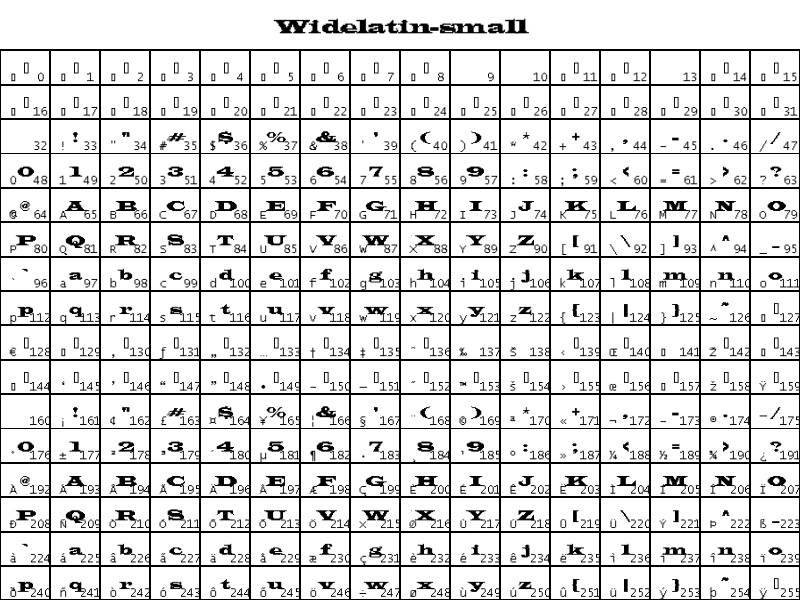 Widelatin-small
0 1 2 3 4 5 6 7 8 9 10 11 12 13 14 15
16 17 18 19 20 21 22 23 24 25 26 27 28 29 30 31
32 ! ! 33 " " 34 # # 35 $ $ 36 % % 37 & & 38 ' ' 39 ( ( 40 ) ) 41 * * 42 + + 43 , , 44 - - 45 . . 46 / / 47
0 0 48 1 1 49 2 2 50 3 3 51 4 4 52 5 5 53 6 6 54 7 7 55 8 8 56 9 9 57 : : 58 ; ; 59 < < 60 = = 61 > > 62 ? ? 63
@ @ 64 A A 65 B B 66 C C 67 D D 68 E E 69 F F 70 G G 71 H H 72 I I 73 J J 74 K K 75 L L 76 M M 77 N N 78 O O 79
P P 80 Q Q 81 R R 82 S S 83 T T 84 U U 85 V V 86 W W 87 X X 88 Y Y 89 Z Z 90 [ [ 91 \ \ 92 ] ] 93 ^ ^ 94 _ – 95
` ` 96 a a 97 b b 98 c c 99 d d 100 e e 101 f f 102 g g 103 h h 104 i i 105 j j 106 k k 107 l l 108 m m 109 n n 110 o o 111
p p 112 q q 113 r r 114 s s 115 t t 116 u u 117 v v 118 w w 119 x x 120 y y 121 z z 122 { { 123 | | 124 } } 125 ~ ~ 126 127
€ 128 129 ‚ 130 ƒ 131 „ 132 … 133 † 134 ‡ 135 ˆ 136 ‰ 137 Š 138 ‹ 139 Œ 140 141 Ž 142 143
144 ‘ 145 ’ 146 “ 147 ” 148 • 149 – 150 — 151 ˜ 152 ™ 153 š 154 › 155 œ 156 157 ž 158 Ÿ 159
160 ¡ ! 161 ¢ " 162 £ # 163 ¤ $ 164 ¥ % 165 ¦ & 166 § ' 167 ¨ ( 168 © ) 169 ª * 170 « + 171 ¬ , 172 - - 173 ® . 174 ¯ / 175
° 0 176 ± 1 177 ² 2 178 ³ 3 179 ´ 4 180 µ 5 181 ¶ 6 182 · 7 183 ¸ 8 184 ¹ 9 185 º : 186 » ; 187 ¼ < 188 ½ = 189 ¾ > 190 ¿ ? 191
À @ 192 Á A 193 Â B 194 Ã C 195 Ä D 196 Å E 197 Æ F 198 Ç G 199 È H 200 É I 201 Ê J 202 Ë K 203 Ì L 204 Í M 205 Î N 206 Ï O 207
Ð P 208 Ñ Q 209 Ò R 210 Ó S 211 Ô T 212 Õ U 213 Ö V 214 × W 215 Ø X 216 Ù Y 217 Ú Z 218 Û [ 219 Ü \ 220 Ý ] 221 Þ ^ 222 ß – 223
à ` 224 á a 225 â b 226 ã c 227 ä d 228 å e 229 æ f 230 ç g 231 è h 232 é i 233 ê j 234 ë k 235 ì l 236 í m 237 î n 238 ï o 239
ð p 240 ñ q 241 ò r 242 ó s 243 ô t 244 õ u 245 ö v 246 ÷ w 247 ø x 248 ù y 249 ú z 250 û { 251 ü | 252 ý } 253 þ ~ 254 ÿ 255